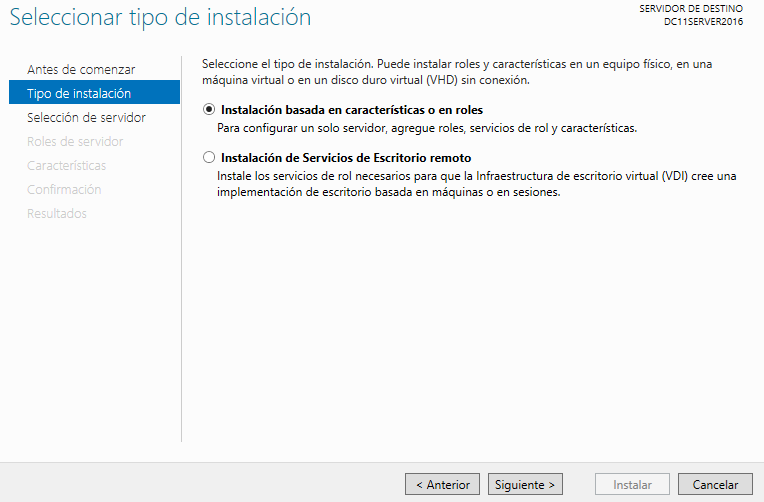 Seleccionar tipo de instalación
SERVIDOR DE DESTINO
DC11SERVER2016
Antes de comenzar
Tipo de instalación
Selección de servidor
Roles de servidor
Características
Confirmación
Resultados
Seleccione el tipo de instalación. Puede instalar roles y características en un equipo físico, en una
máquina virtual o en un disco duro virtual (VHD) sin conexión.
Instalación basada en características o en roles
Para configurar un solo servidor, agregue roles, servicios de rol y características.
Instalación de Servicios de Escritorio remoto
Instale los servicios de rol necesarios para que la Infraestructura de escritorio virtual (VDI) cree una
implementación de escritorio basada en máquinas o en sesiones.
< Anterior
Siguiente >
Instalar
Cancelar